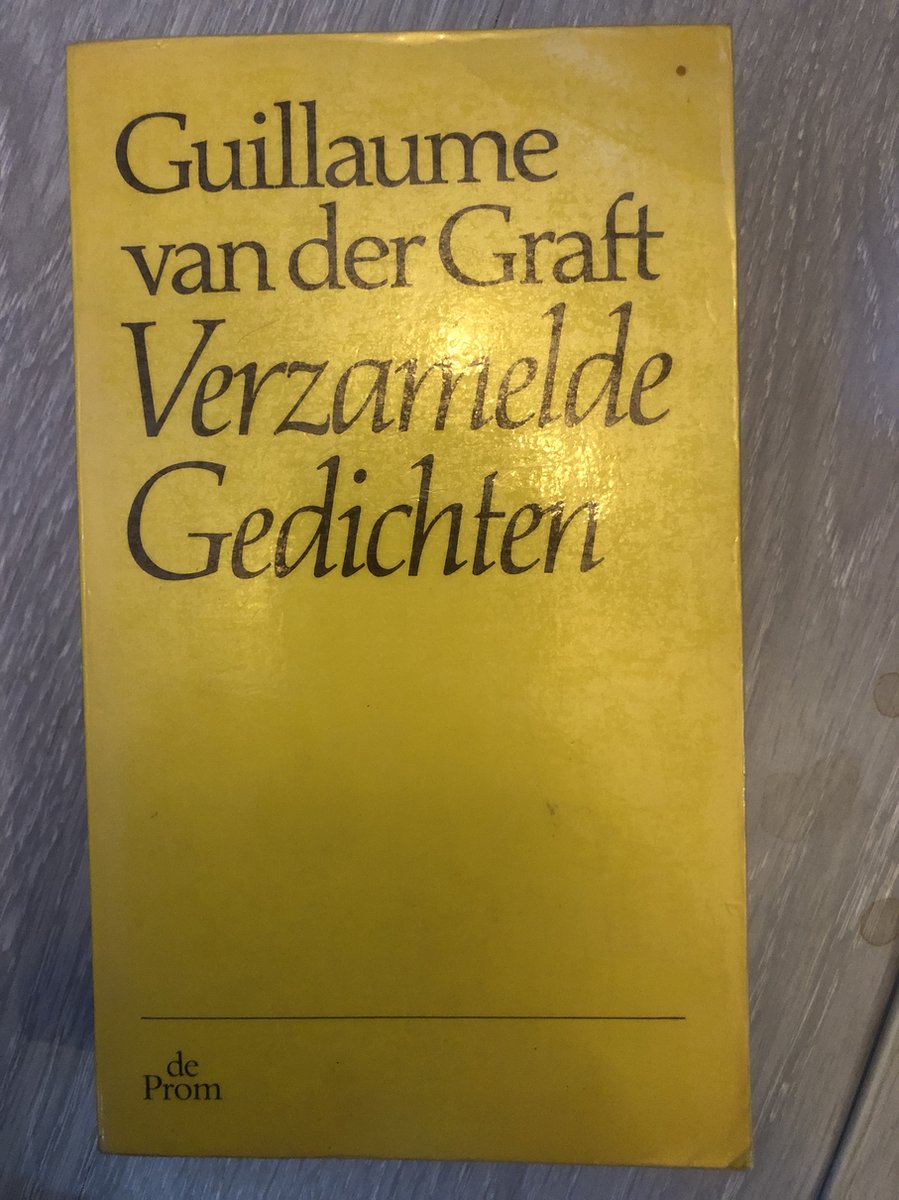 Guillaume
van der Graft
Verzamelde
Gedichten
de
Prom